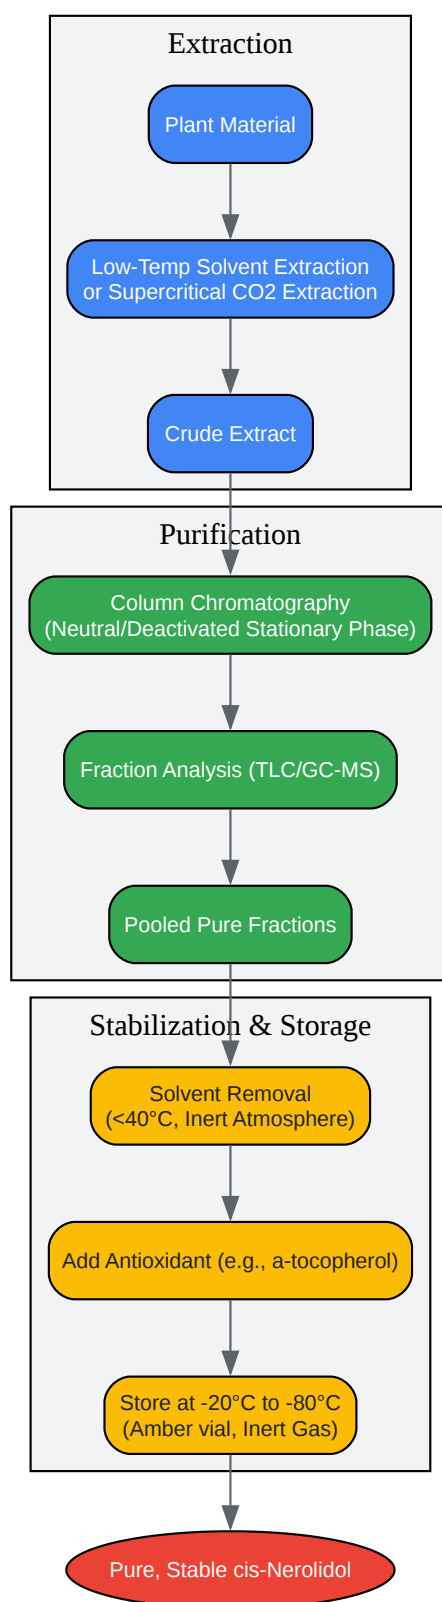 Extraction
Plant Material
Low-Temp Solvent Extraction
or Supercritical CO2 Extraction
Crude Extract
Purification
Column Chromatography
(Neutral/Deactivated Stationary Phase)
Fraction Analysis (TLC/GC-MS)
Pooled Pure Fractions
Stabilization & Storage
Solvent Removal
(<40°C, Inert Atmosphere)
Add Antioxidant (e.g., a-tocopherol)
Store at -20°C to -80°C
(Amber vial, Inert Gas)
Pure, Stable cis-Nerolidol